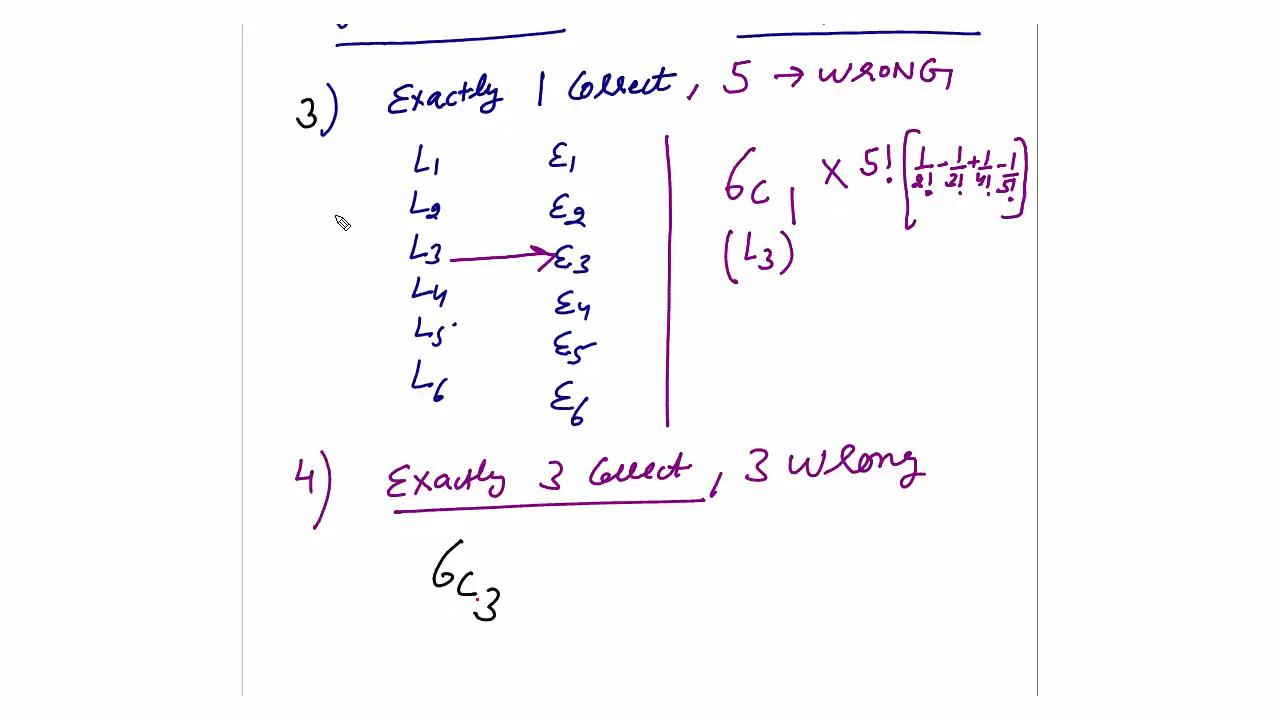 3) Exactly 1 Correct, 5 → WRONG
L1 E1
L2 E2
L3 → E3
L4 E4
L5 E5
L6 E6
6C1 × 5! [1/2! - 1/3! + 1/4! - 1/5!]
(L3)
4) Exactly 3 Correct, 3 Wrong
6C3